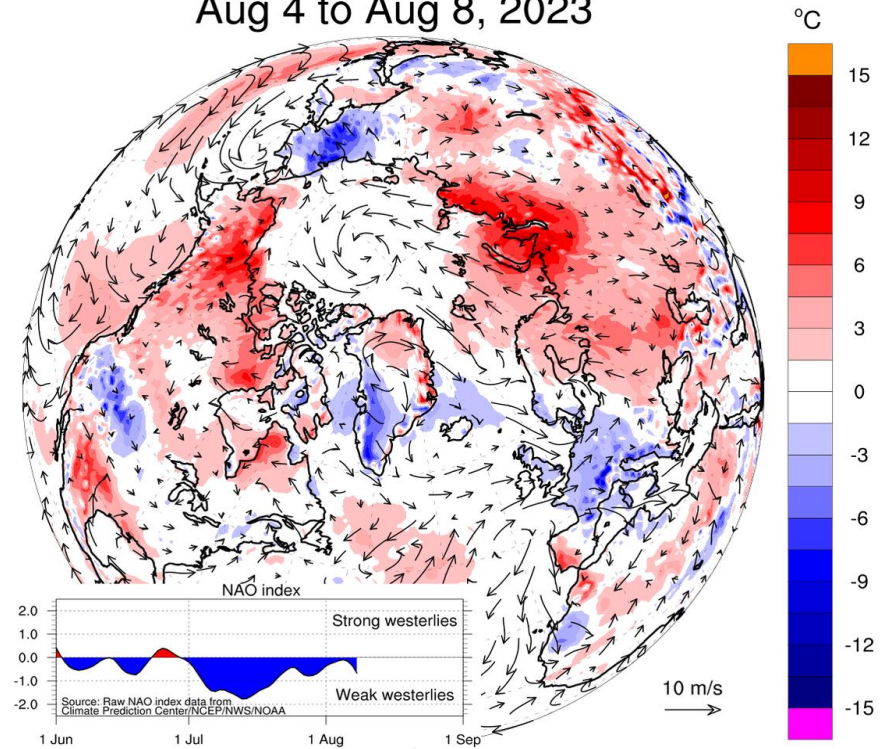 Aug 4 to Aug 8, 2023
°C
15
12
9
6
3
0
-3
-6
-9
-12
-15
10 m/s
NAO index
2.0
1.0
0.0
-1.0
-2.0
Strong westerlies
Weak westerlies
Source: Raw NAO index data from
Climate Prediction Center/NCEP/NWS/NOAA
1 Jun
1 Jul
1 Aug
1 Sep